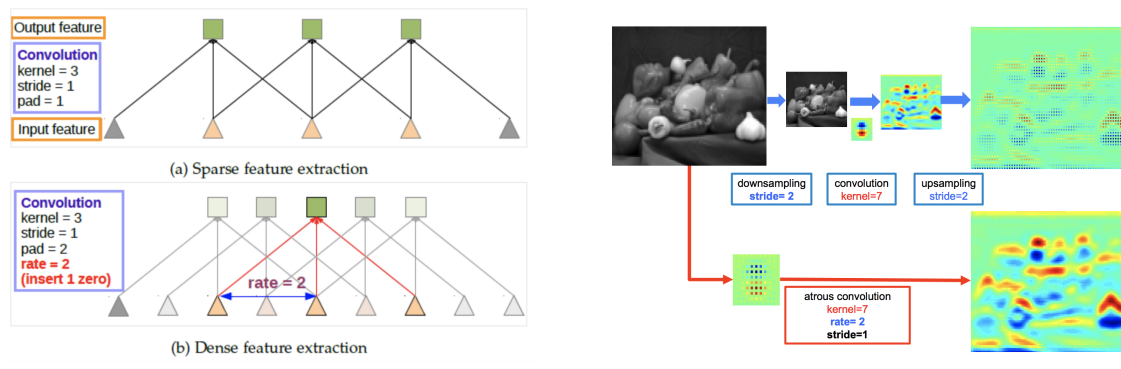 Output feature
Convolution
kernel = 3
stride = 1
pad = 1
Input feature
(a) Sparse feature extraction
Convolution
kernel = 3
stride = 1
pad = 2
rate = 2
(insert 1 zero)
rate = 2
(b) Dense feature extraction
downsampling
stride= 2
convolution
kernel=7
upsampling
stride=2
atrous convolution
kernel=7
rate= 2
stride=1